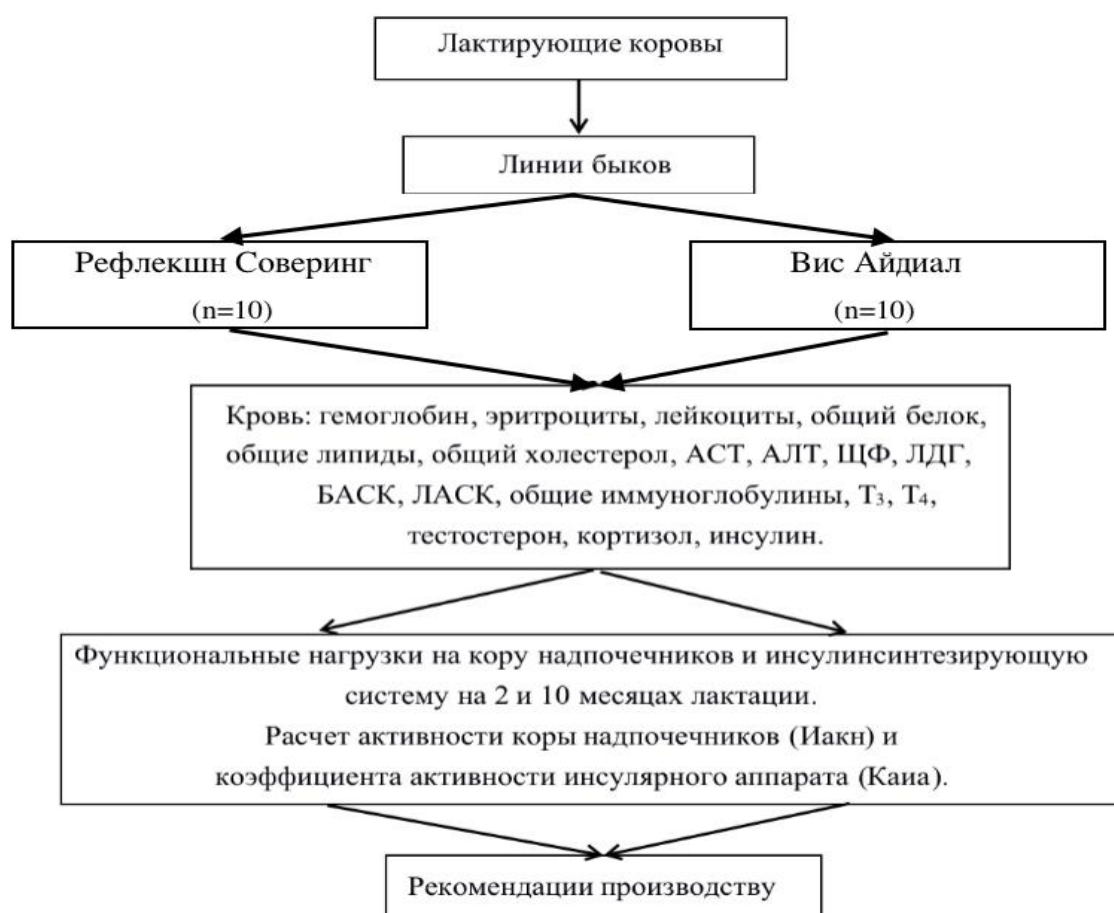 Лактирующие коровы
Линии быков
Рефлекшн Соверинг
(n=10)
Вис Айдиал
(n=10)
Кровь: гемоглобин, эритроциты, лейкоциты, общий белок,
общие липиды, общий холестерол, АСТ, АЛТ, ЩФ, ЛДГ,
БАСК, ЛАСК, общие иммуноглобулины, Т₃, Т₄,
тестостерон, кортизол, инсулин.
Функциональные нагрузки на кору надпочечников и инсулинсинтезирующую
систему на 2 и 10 месяцах лактации.
Расчет активности коры надпочечников (Иакн) и
коэффициента активности инсулярного аппарата (Каиа).
Рекомендации производству